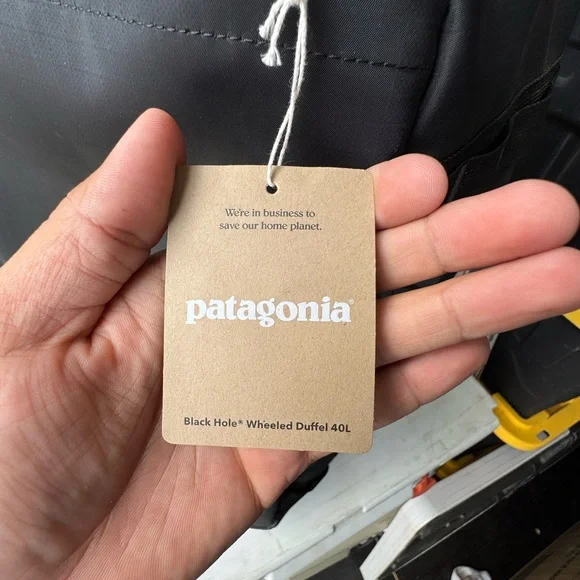 We're in business to
save our home planet.
patagonia®
Black Hole® Wheeled Duffel 40L